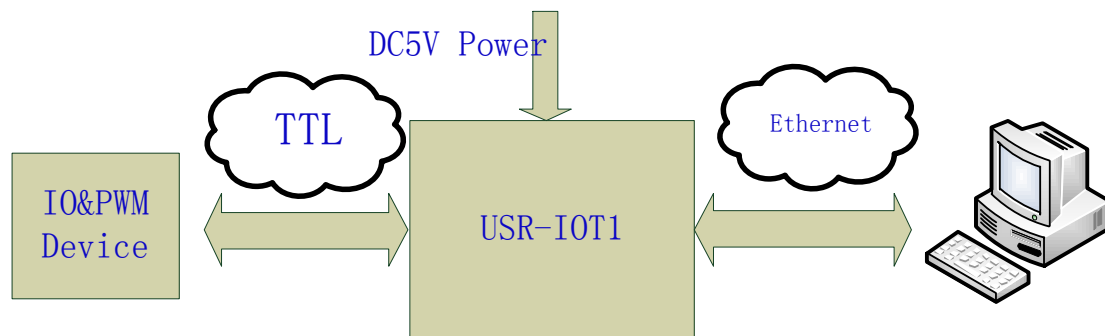 DC5V Power
TTL
Ethernet
IO&PWM
Device
USR-IOT1